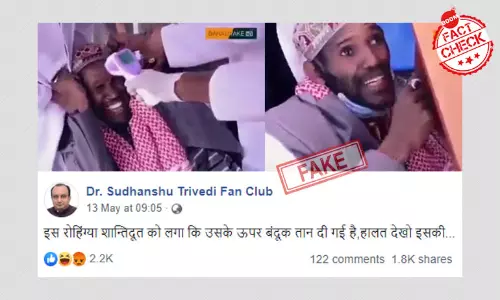 BOOM
FACT
CHECK
FAKE
Dr. Sudhanshu Trivedi Fan Club
13 May at 09:05 ·
इस रोहिंग्या शान्तिदूत को लगा कि उसके ऊपर बंदूक तान दी गई है,हालत देखो इसकी...
2.2K
122 comments 1.8K shares